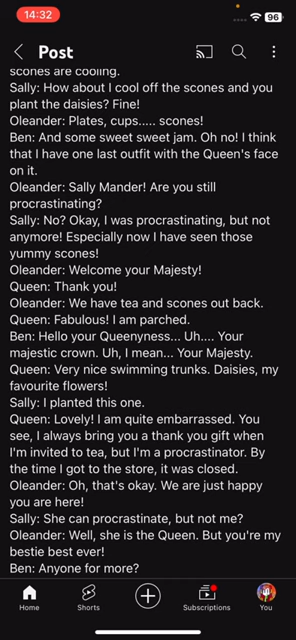 14:32
96
Post
scones are cooling.
Sally: How about I cool off the scones and you
plant the daisies? Fine!
Oleander: Plates, cups..... scones!
Ben: And some sweet sweet jam. Oh no! I think
that I have one last outfit with the Queen's face
on it.
Oleander: Sally Mander! Are you still
procrastinating?
Sally: No? Okay, I was procrastinating, but not
anymore! Especially now I have seen those
yummy scones!
Oleander: Welcome your Majesty!
Queen: Thank you!
Oleander: We have tea and scones out back.
Queen: Fabulous! I am parched.
Ben: Hello your Queenyness... Uh.... Your
majestic crown. Uh, I mean... Your Majesty.
Queen: Very nice swimming trunks. Daisies, my
favourite flowers!
Sally: I planted this one.
Queen: Lovely! I am quite embarrassed. You
see, I always bring you a thank you gift when
I'm invited to tea, but I'm a procrastinator. By
the time I got to the store, it was closed.
Oleander: Oh, that's okay. We are just happy
you are here!
Sally: She can procrastinate, but not me?
Oleander: Well, she is the Queen. But you're my
bestie best ever!
Ben: Anyone for more?
Home
Shorts
Subscriptions
You